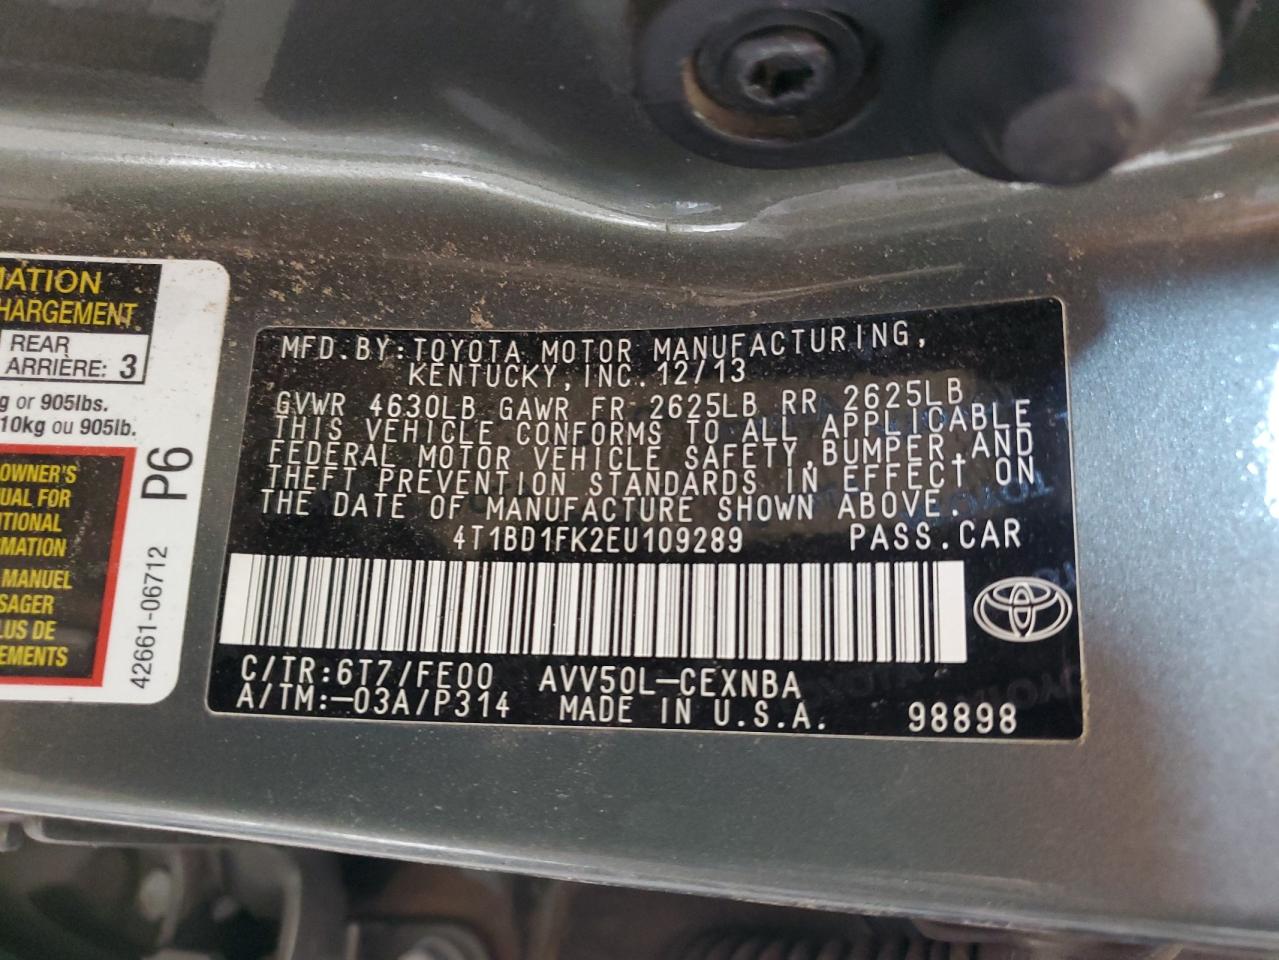 MATION
HARGEMENT
REAR
ARRIÈRE: 3
g or 905lbs.
10kg ou 905lb.
OWNER'S
UAL FOR
ITIONAL
RMATION
MANUEL
SAGER
LUS DE
EMENTS
P6
42661-06712
MFD.BY:TOYOTA MOTOR MANUFACTURING,
KENTUCKY,INC.12/13
GVWR 4630LB GAWR FR 2625LB RR 2625LB
THIS VEHICLE CONFORMS TO ALL APPLICABLE
FEDERAL MOTOR VEHICLE SAFETY,BUMPER,AND
THEFT PREVENTION STANDARDS IN EFFECT ON
THE DATE OF MANUFACTURE SHOWN ABOVE.
4T1BD1FK2EU109289 PASS.CAR
C/TR:6T7/FE00 AVV50L-CEXNBA
A/TM:-03A/P314 MADE IN U.S.A. 98898